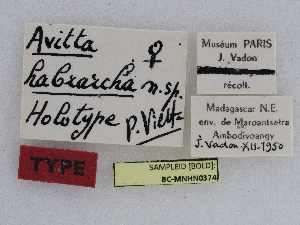 Avitta ♀
habrarcha n.sp.
Holotype p. Viette
TYPE
Muséum PARIS
J. Vadon
récolt.
Madagascar N.E.
env. de Maroantsetra
Ambodivoangy
J. Vadon-XII-1950
SAMPLEID [BOLD]:
BC-MNHN0374